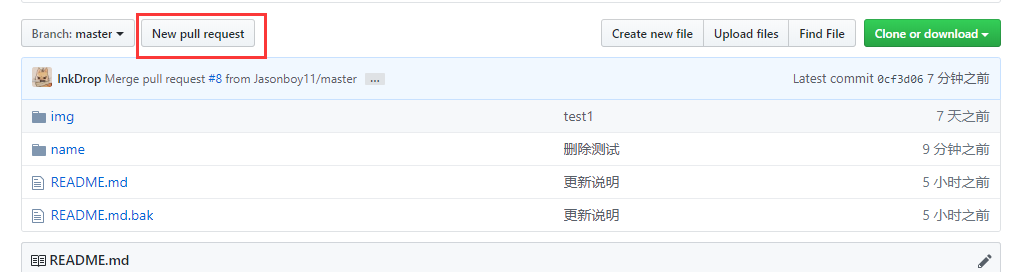 Branch: master New pull request Create new file Upload files Find File Clone or download
InkDrop Merge pull request #8 from Jasonboy11/master ... Latest commit 0cf3d06 7 分钟之前
img test1 7 天之前
name 删除测试 9 分钟之前
README.md 更新说明 5 小时之前
README.md.bak 更新说明 5 小时之前
README.md